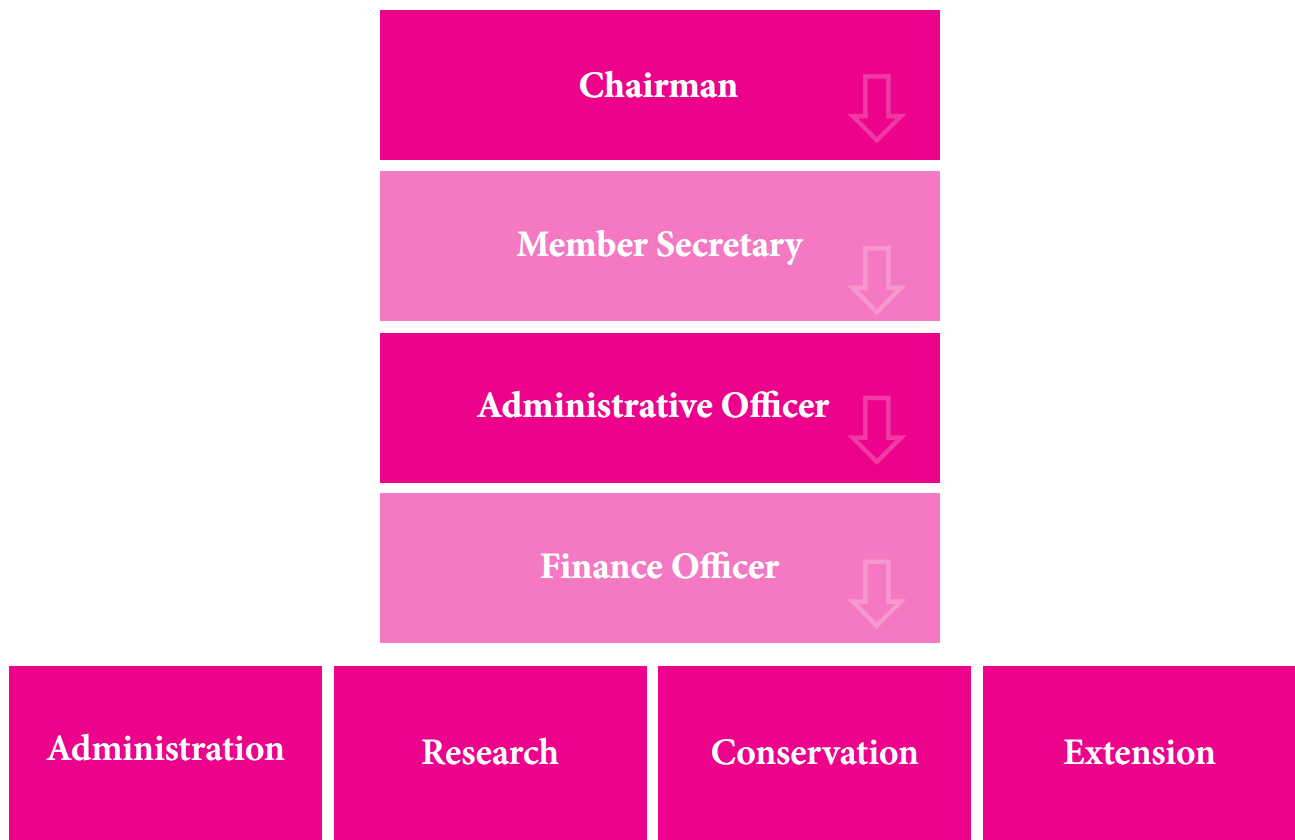 Chairman
Member Secretary
Administrative Officer
Finance Officer
Administration
Research
Conservation
Extension